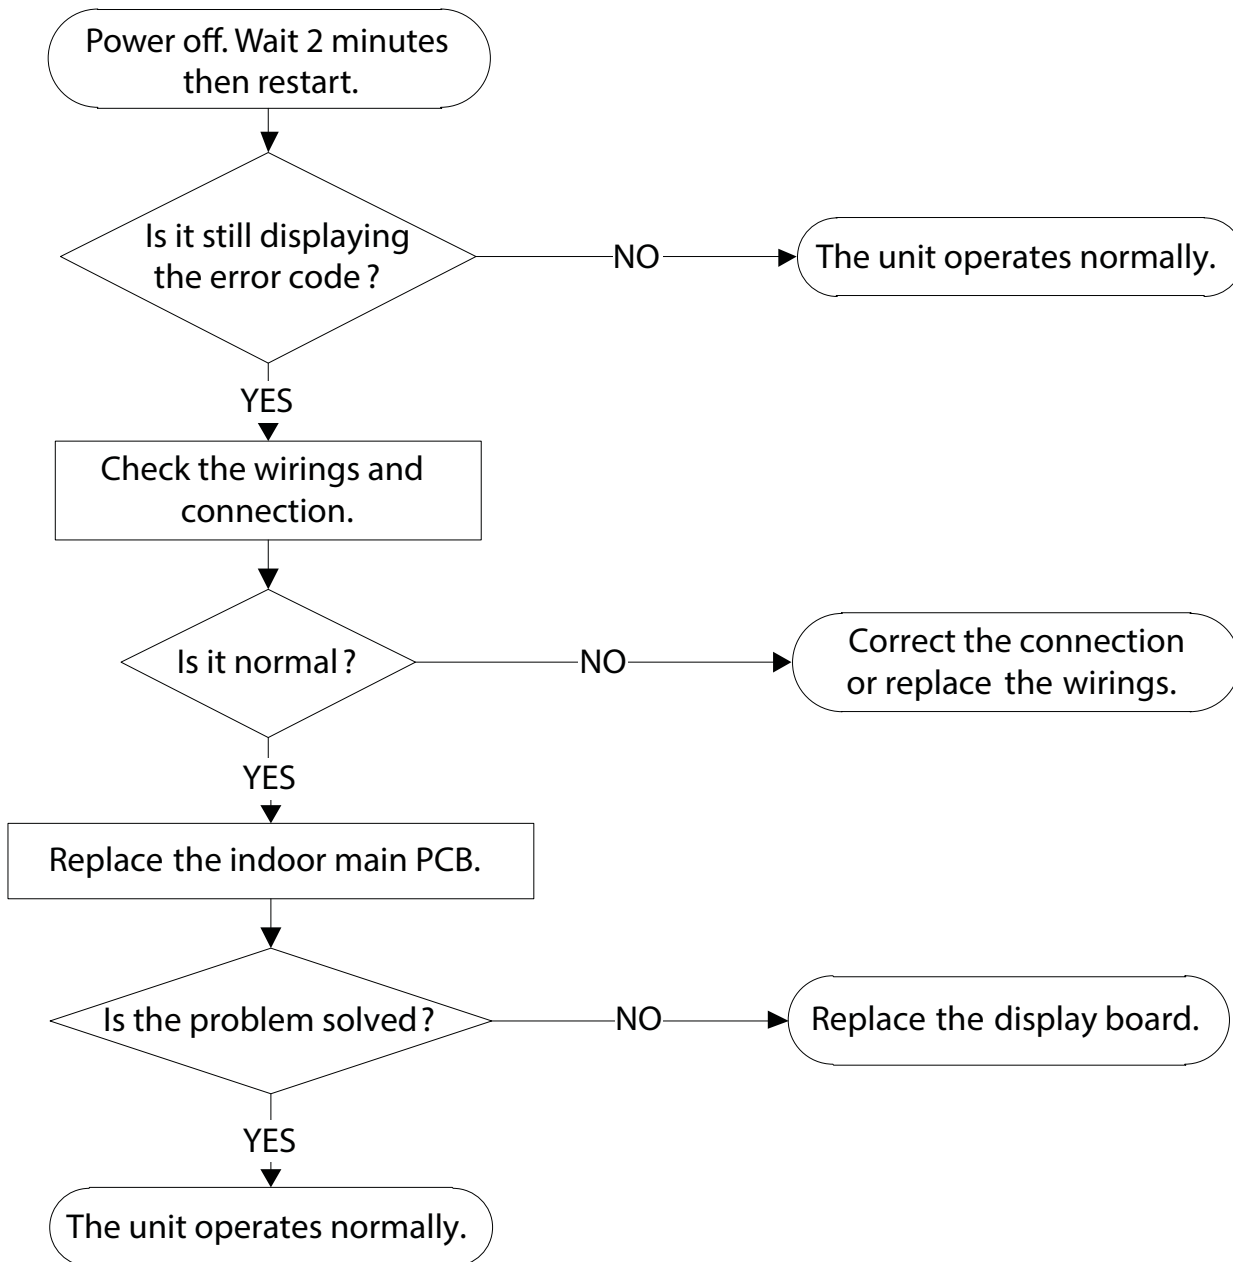 Power off. Wait 2 minutes
then restart.
Is it still displaying
the error code?
NO
The unit operates normally.
YES
Check the wirings and
connection.
Is it normal?
NO
Correct the connection
or replace the wirings.
YES
Replace the indoor main PCB.
Is the problem solved?
NO
Replace the display board.
YES
The unit operates normally.